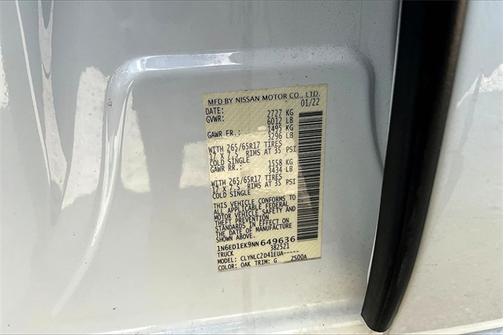 MFD BY NISSAN MOTOR CO., LTD.
DATE: 01/22
GVWR: 2727 KG
6012 LB
GAWR FR: 1495 KG
3296 LB
WITH 265/65R17 TIRES
17 X 7.5 RIMS AT 35 PSI
COLD SINGLE
GAWR RR: 1558 KG
3434 LB
WITH 265/65R17 TIRES
17 X 7.5 RIMS AT 35 PSI
COLD SINGLE
THIS VEHICLE CONFORMS TO
ALL APPLICABLE FEDERAL
MOTOR VEHICLE SAFETY AND
THEFT PREVENTION
STANDARDS IN EFFECT ON
THE DATE OF MANUFACTURE
SHOWN ABOVE.
1N6ED1EK9NN649636
TRUCK 382521
MODEL: CLYNLC2D41EUA-----
COLOR: QAK TRIM: G 2500A